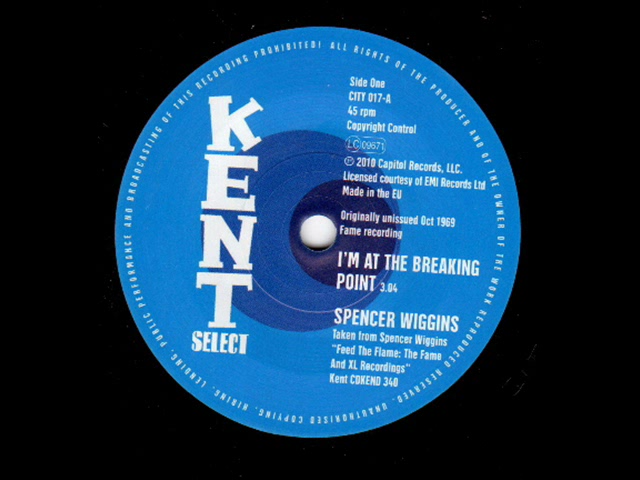 PUBLIC PERFORMANCE AND BROADCASTING OF THIS RECORDING PROHIBITED! ALL RIGHTS OF THE PRODUCER AND OF THE OWNER OF THE WORK REPRODUCED RESERVED. UNAUTHORISED COPYING, HIRING, LENDING,
KENT
SELECT
Side One
CITY 017-A
45 rpm
Copyright Control
LC 09671
℗ 2010 Capitol Records, LLC.
Licensed courtesy of EMI Records Ltd
Made in the EU
Originally unissued Oct 1969
Fame recording
I'M AT THE BREAKING
POINT 3.04
SPENCER WIGGINS
Taken from Spencer Wiggins
"Feed The Flame: The Fame
And XL Recordings"
Kent CDKEND 340